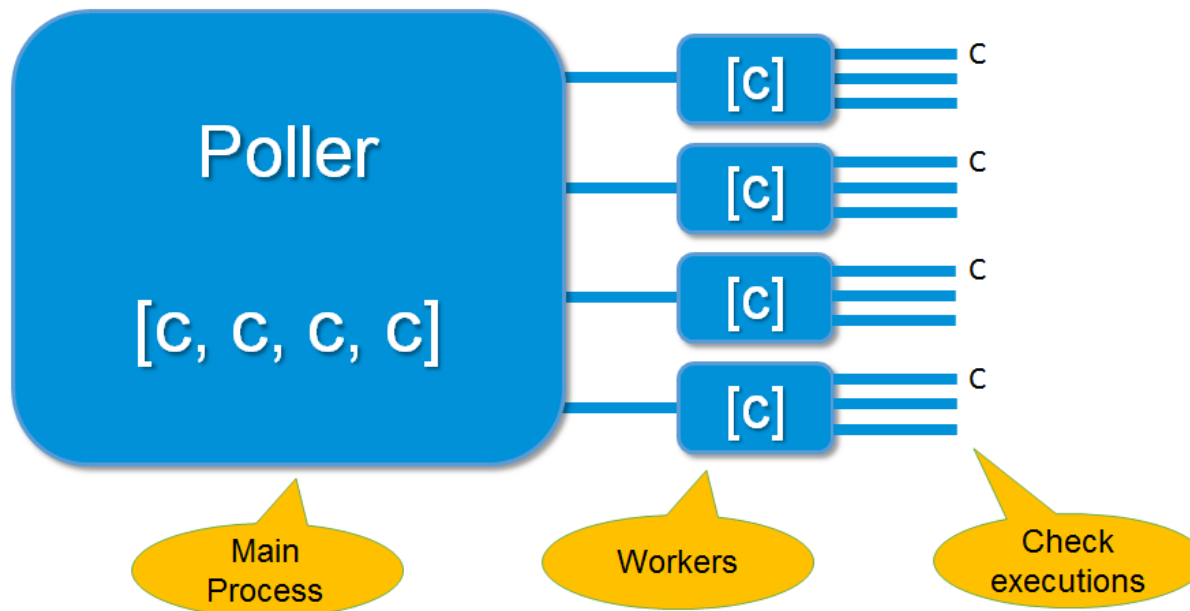 Poller
[c, c, c, c]
[c]
C
[c]
C
[c]
C
[c]
C
Main
Process
Workers
Check
executions